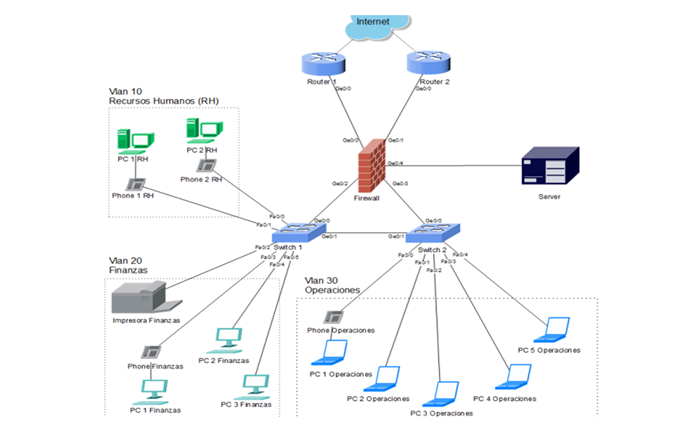 Internet
Router 1
Router 2
Ge0/0
Ge0/0
Vlan 10
Recursos Humanos (RH)
PC 1 RH
PC 2 RH
Phone 1 RH
Phone 2 RH
Ge0/0
Ge0/1
Ge0/4
Ge0/2
Ge0/3
Firewall
Server
Fa0/0
Fa0/1
Ge0/0
Ge0/1
Switch 1
Fa0/2
Fa0/3
Fa0/4
Fa0/5
Ge0/0
Ge0/1
Switch 2
Fa0/0
Fa0/1
Fa0/2
Fa0/3
Fa0/4
Vlan 20
Finanzas
Impresora Finanzas
Phone Finanzas
PC 1 Finanzas
PC 2 Finanzas
PC 3 Finanzas
Vlan 30
Operaciones
Phone Operaciones
PC 1 Operaciones
PC 2 Operaciones
PC 3 Operaciones
PC 4 Operaciones
PC 5 Operaciones